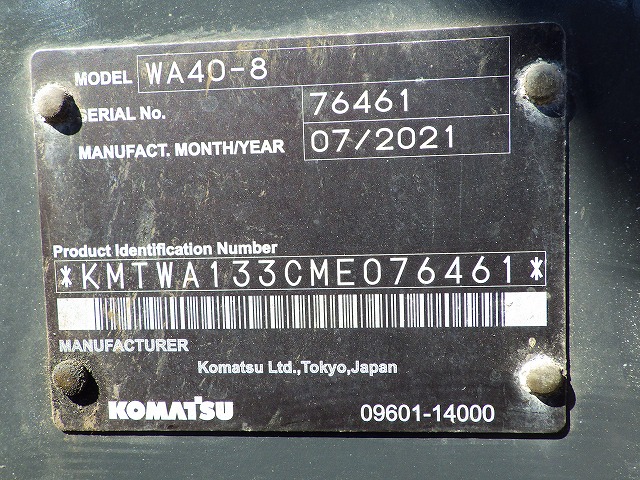 MODEL WA40-8
SERIAL No. 76461
MANUFACT. MONTH/YEAR 07/2021
Product Identification Number
*KMTWA133CME076461*
MANUFACTURER
Komatsu Ltd.,Tokyo,Japan
KOMATSU 09601-14000